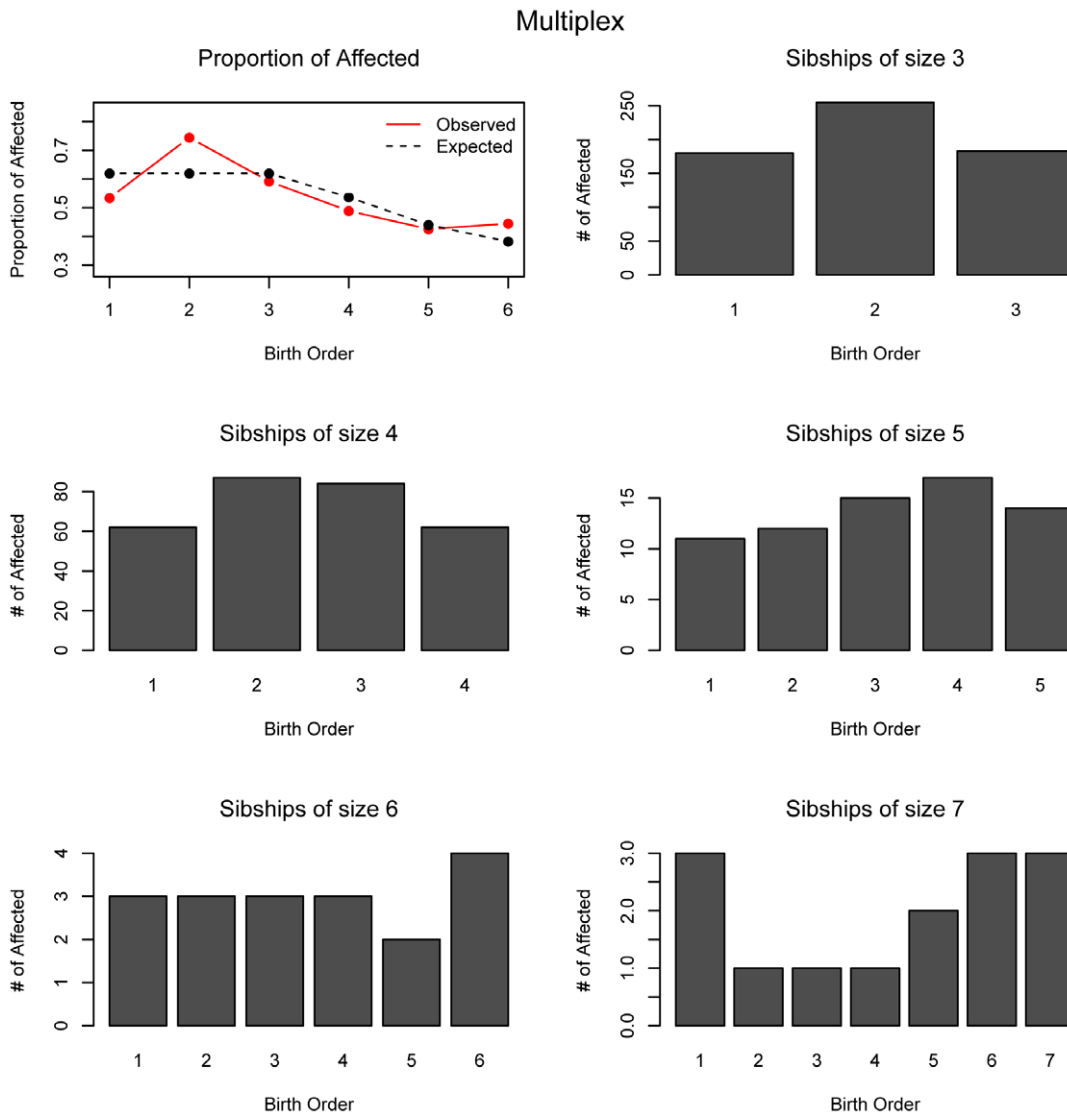 Multiplex
Proportion of Affected
Proportion of Affected
0.3 0.5 0.7
Observed
Expected
1 2 3 4 5 6
Birth Order
Sibships of size 3
# of Affected
0 50 150 250
1 2 3
Birth Order
Sibships of size 4
# of Affected
0 20 40 60 80
1 2 3 4
Birth Order
Sibships of size 5
# of Affected
0 5 10 15
1 2 3 4 5
Birth Order
Sibships of size 6
# of Affected
0 1 2 3 4
1 2 3 4 5 6
Birth Order
Sibships of size 7
# of Affected
0.0 1.0 2.0 3.0
1 2 3 4 5 6 7
Birth Order